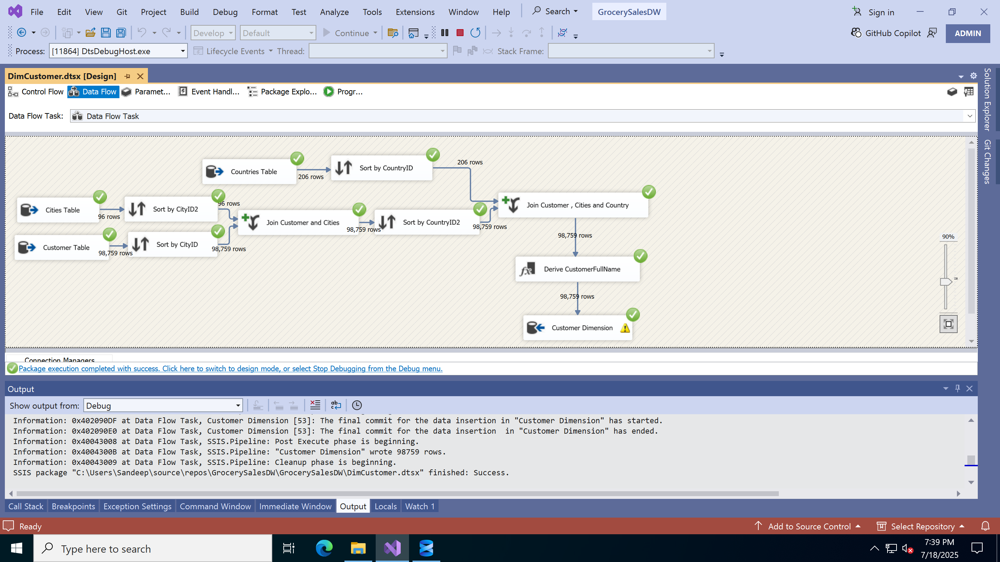 File Edit View Git Project Build Debug Format Test Analyze Tools Extensions Window Help Search GrocerySalesDW Sign in
Develop Default Continue GitHub Copilot ADMIN
Process: [11864] DtsDebugHost.exe Lifecycle Events Thread: Stack Frame:
DimCustomer.dtsx [Design]
Control Flow Data Flow Paramet... Event Handl... Package Explo... Progr...
Data Flow Task: Data Flow Task
Solution Explorer
Git Changes
Countries Table
206 rows
Sort by CountryID
206 rows
Cities Table
96 rows
Sort by CityID2
96 rows
Customer Table
98,759 rows
Sort by CityID
98,759 rows
Join Customer and Cities
98,759 rows
Sort by CountryID2
98,759 rows
Join Customer , Cities and Country
98,759 rows
Derive CustomerFullName
98,759 rows
Customer Dimension
90%
Connection Managers
Package execution completed with success. Click here to switch to design mode, or select Stop Debugging from the Debug menu.
Output
Show output from: Debug
Information: 0x402090DF at Data Flow Task, Customer Dimension [53]: The final commit for the data insertion in "Customer Dimension" has started.
Information: 0x402090E0 at Data Flow Task, Customer Dimension [53]: The final commit for the data insertion  in "Customer Dimension" has ended.
Information: 0x40043008 at Data Flow Task, SSIS.Pipeline: Post Execute phase is beginning.
Information: 0x4004300B at Data Flow Task, SSIS.Pipeline: "Customer Dimension" wrote 98759 rows.
Information: 0x40043009 at Data Flow Task, SSIS.Pipeline: Cleanup phase is beginning.
SSIS package "C:\Users\Sandeep\source\repos\GrocerySalesDW\GrocerySalesDW\DimCustomer.dtsx" finished: Success.
Call Stack Breakpoints Exception Settings Command Window Immediate Window Output Locals Watch 1
Ready Add to Source Control Select Repository
Type here to search
7:39 PM
7/18/2025